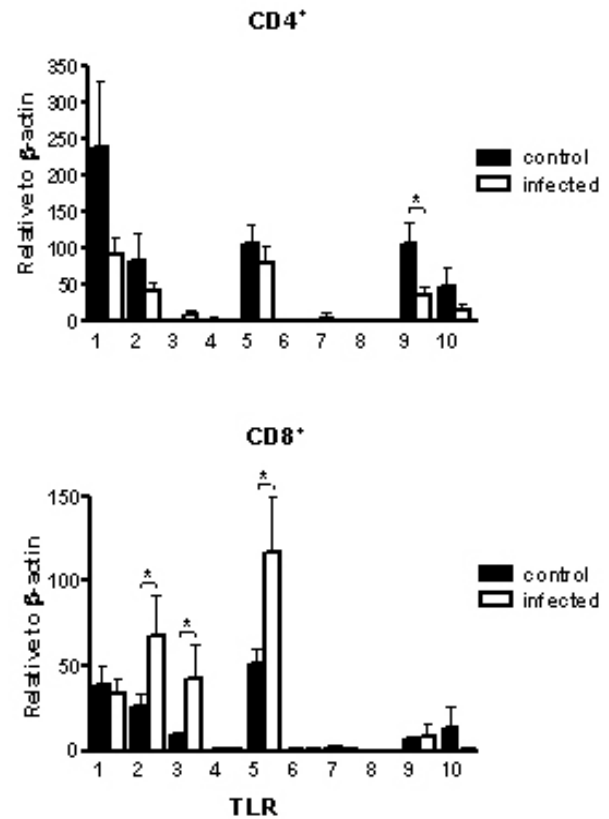 CD4⁺
Relative to β-actin
350
300
250
200
150
100
50
0
1 2 3 4 5 6 7 8 9 10
*
control
infected
CD8⁺
Relative to β-actin
150
100
50
0
* * *
1 2 3 4 5 6 7 8 9 10
control
infected
TLR